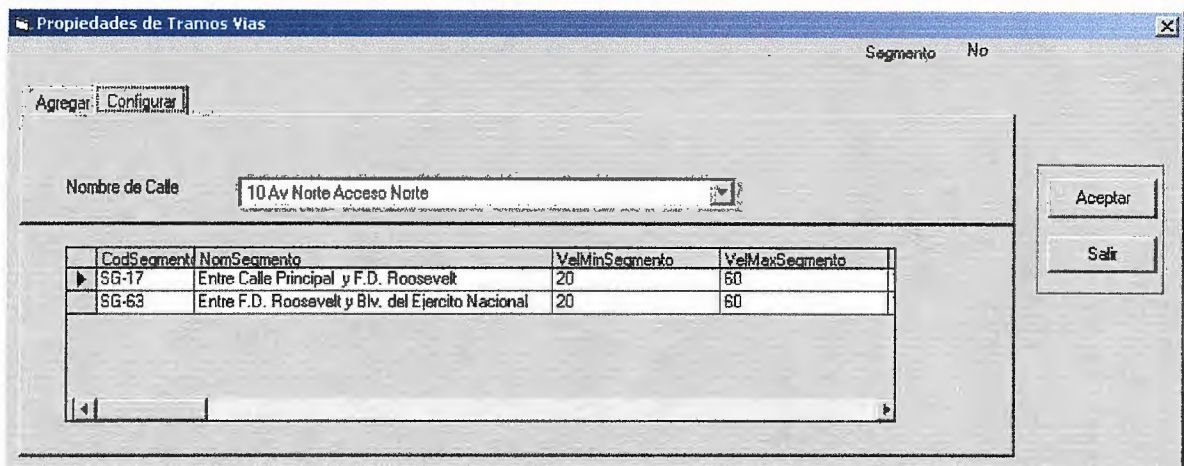 Propiedades de Tramos Vias
Segmento No
Agregar Configurar
Nombre de Calle 10 Av Norte Acceso Norte
Aceptar
Salir
CodSegment NomSegmento VelMinSegmento VelMaxSegmento
SG-17 Entre Calle Principal y F.D. Roosevelt 20 60
SG-63 Entre F.D. Roosevelt y Blv. del Ejercito Nacional 20 60